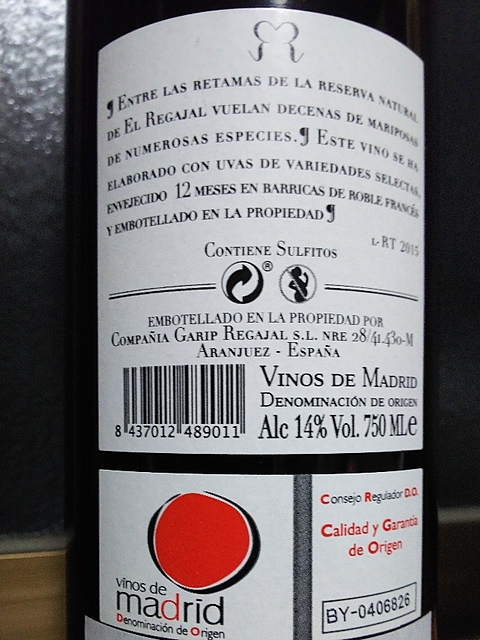 ¶ Entre las retamas de la reserva natural
de El Regajal vuelan decenas de mariposas
de numerosas especies.¶ Este vino se ha
elaborado con uvas de variedades selectas,
envejecido 12 meses en barricas de roble francés
y embotellado en la propiedad¶
L-RT 2015
Contiene Sulfitos
®
embotellado en la propiedad por
Compañia Garip Regajal s.l. nre 28/41.430-M
Aranjuez - España
Vinos de Madrid
Denominación de origen
Alc 14% Vol. 750 ML e
8 437012 489011
Consejo Regulador D.O.
Calidad y Garantía
de Origen
vinos de
madrid
Denominación de Origen
BY-0406826